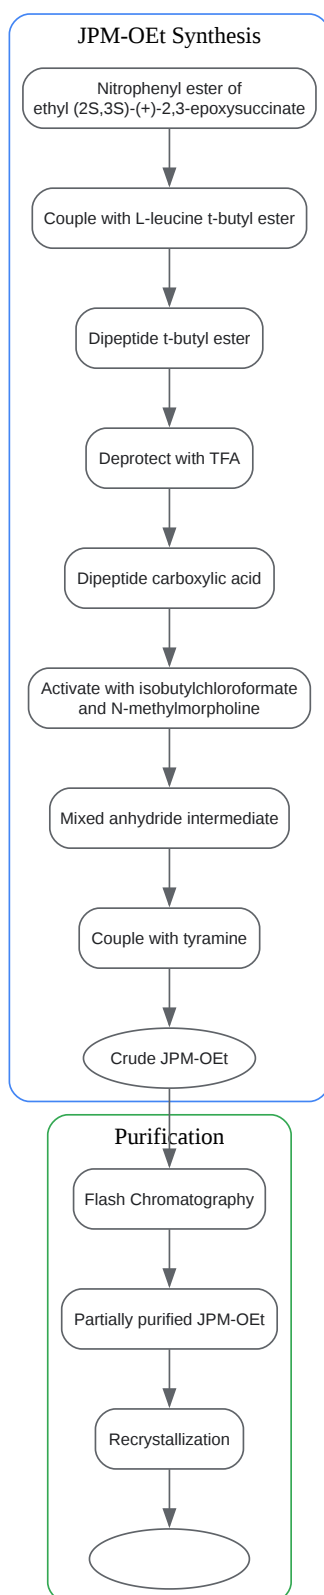 JPM-OEt Synthesis
Nitrophenyl ester of
ethyl (2S,3S)-(+)-2,3-epoxysuccinate
Couple with L-leucine t-butyl ester
Dipeptide t-butyl ester
Deprotect with TFA
Dipeptide carboxylic acid
Activate with isobutylchloroformate
and N-methylmorpholine
Mixed anhydride intermediate
Couple with tyramine
Crude JPM-OEt
Purification
Flash Chromatography
Partially purified JPM-OEt
Recrystallization